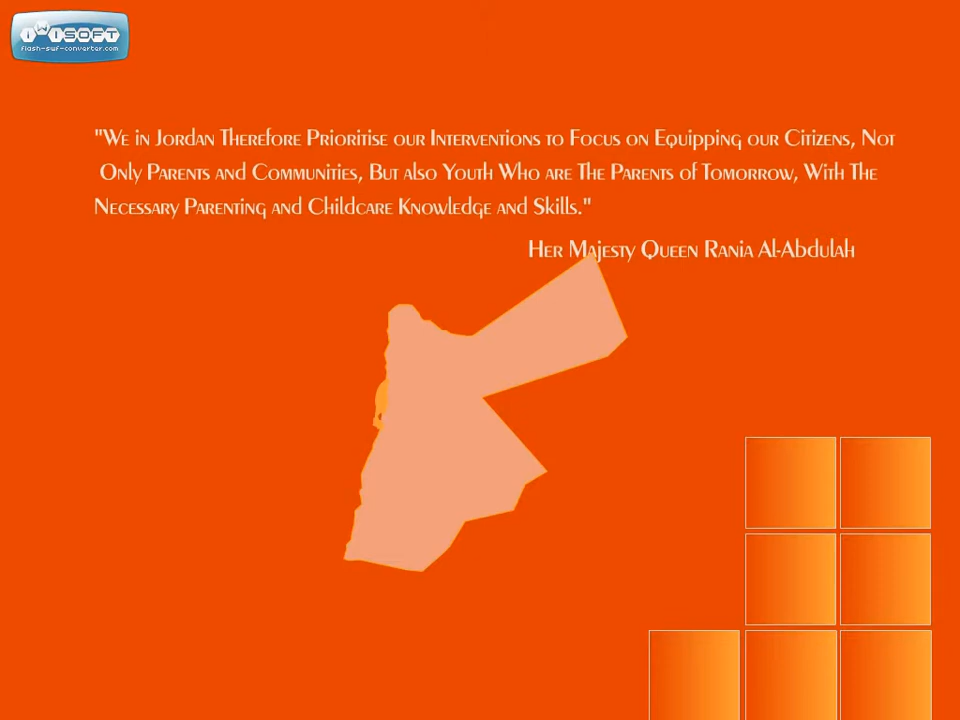 iWiSOFT
flash-swf-converter.com
"We in Jordan Therefore Prioritise our Interventions to Focus on Equipping our Citizens, Not
Only Parents and Communities, But also Youth Who are The Parents of Tomorrow, With The
Necessary Parenting and Childcare Knowledge and Skills."
Her Majesty Queen Rania Al-Abdulah